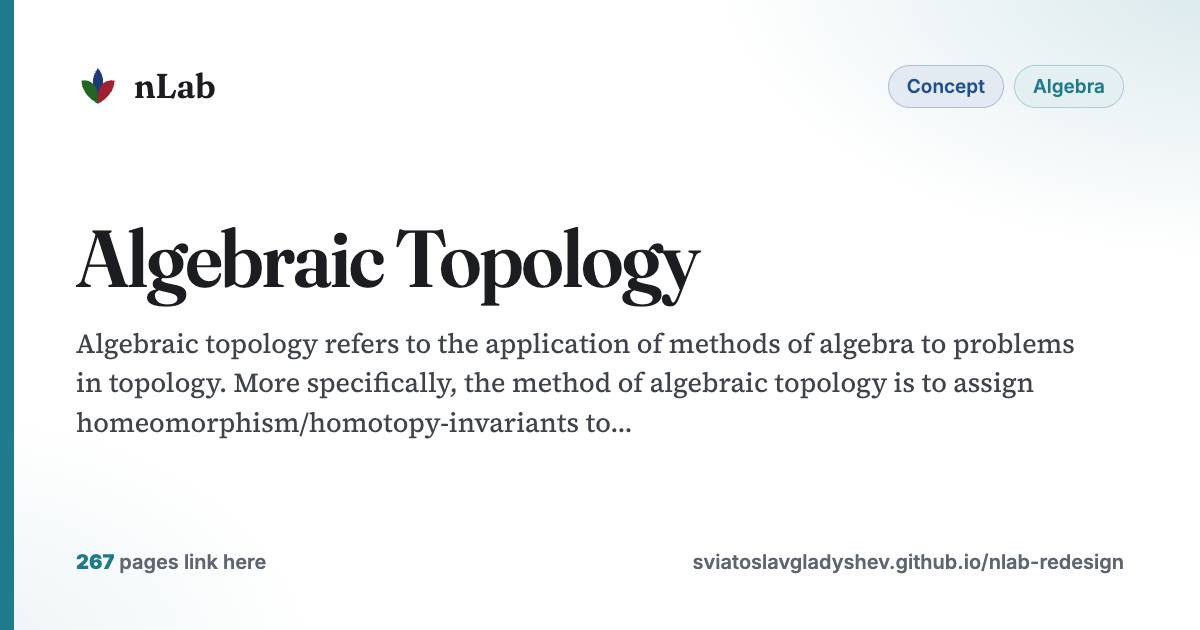 nLab
Concept
Algebra
Algebraic Topology
Algebraic topology refers to the application of methods of algebra to problems
in topology. More specifically, the method of algebraic topology is to assign
homeomorphism/homotopy-invariants to...
267 pages link here
sviatoslavgladyshev.github.io/nlab-redesign